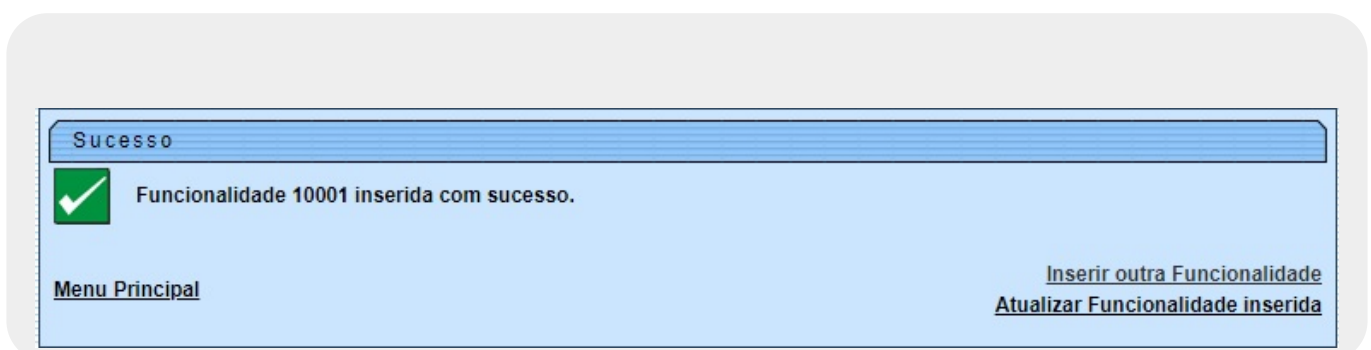 Sucesso
Funcionalidade 10001 inserida com sucesso.
Menu Principal
Inserir outra Funcionalidade
Atualizar Funcionalidade inserida